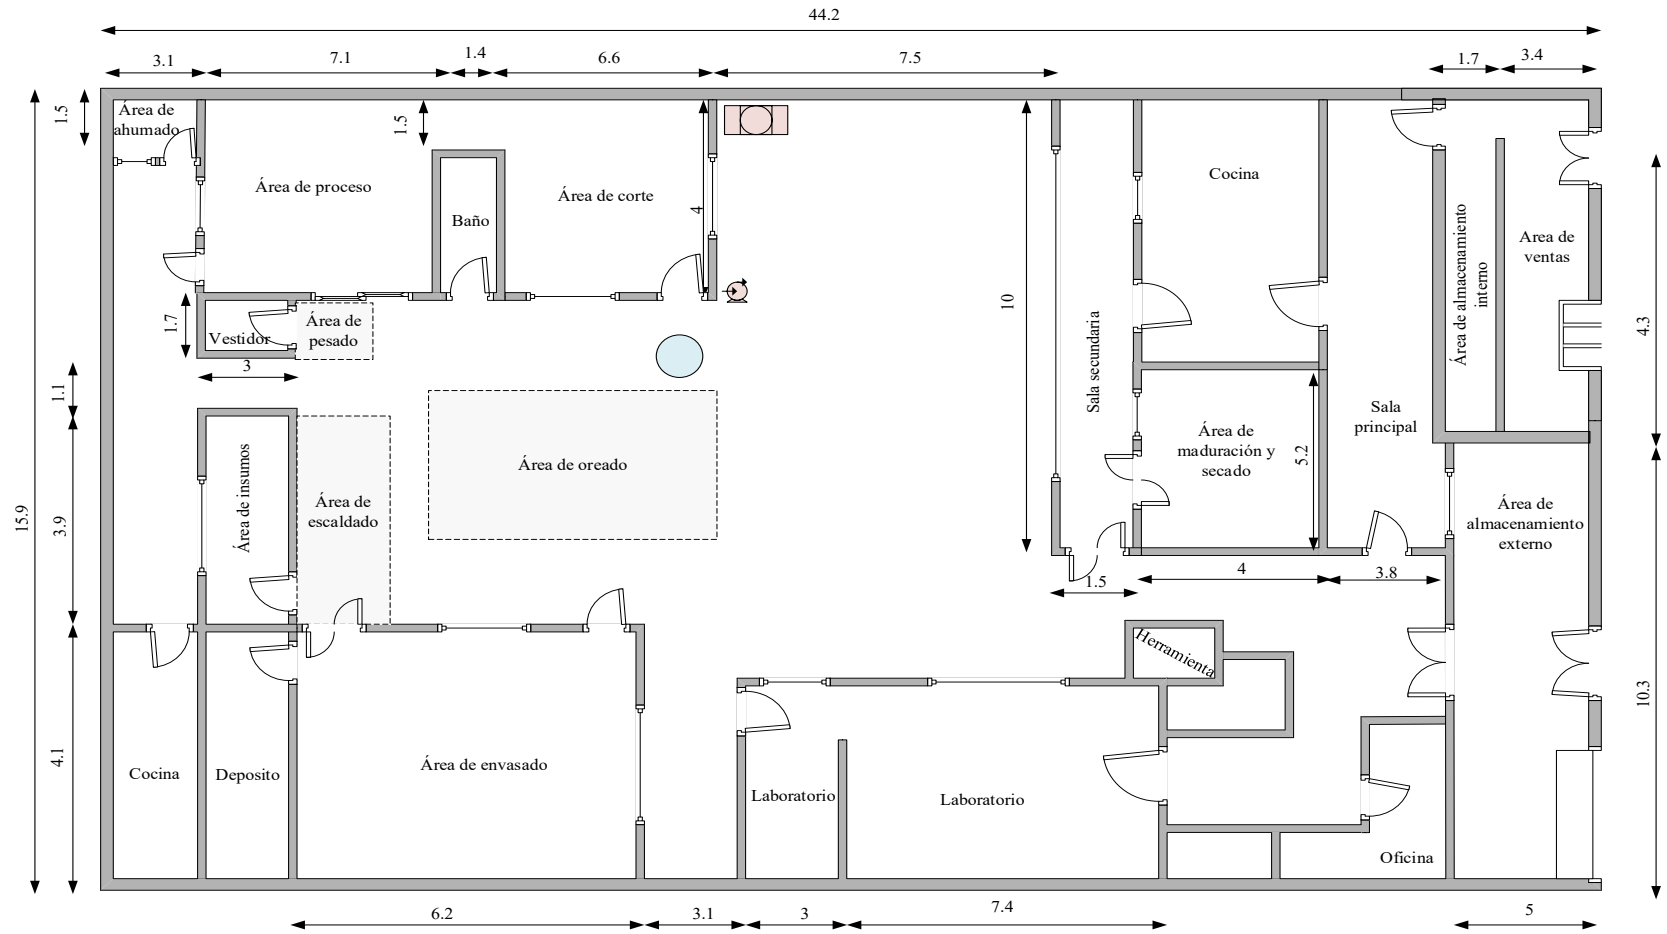 44.2
3.1
7.1
1.4
6.6
7.5
1.7
3.4
1.5
Área de
ahumado
1.5
Área de proceso
Baño
Área de corte
4
Cocina
Área de almacenamiento
interno
Area de
ventas
1.7
Vestidor
Área de
pesado
3
10
Sala secundaria
4.3
1.1
Sala
principal
Área de
maduración y
secado
5.2
15.9
3.9
Área de insumos
Área de
escaldado
Área de oreado
Área de
almacenamiento
externo
1.5
4
3.8
Herramienta
10.3
4.1
Cocina
Deposito
Área de envasado
Laboratorio
Laboratorio
Oficina
6.2
3.1
3
7.4
5